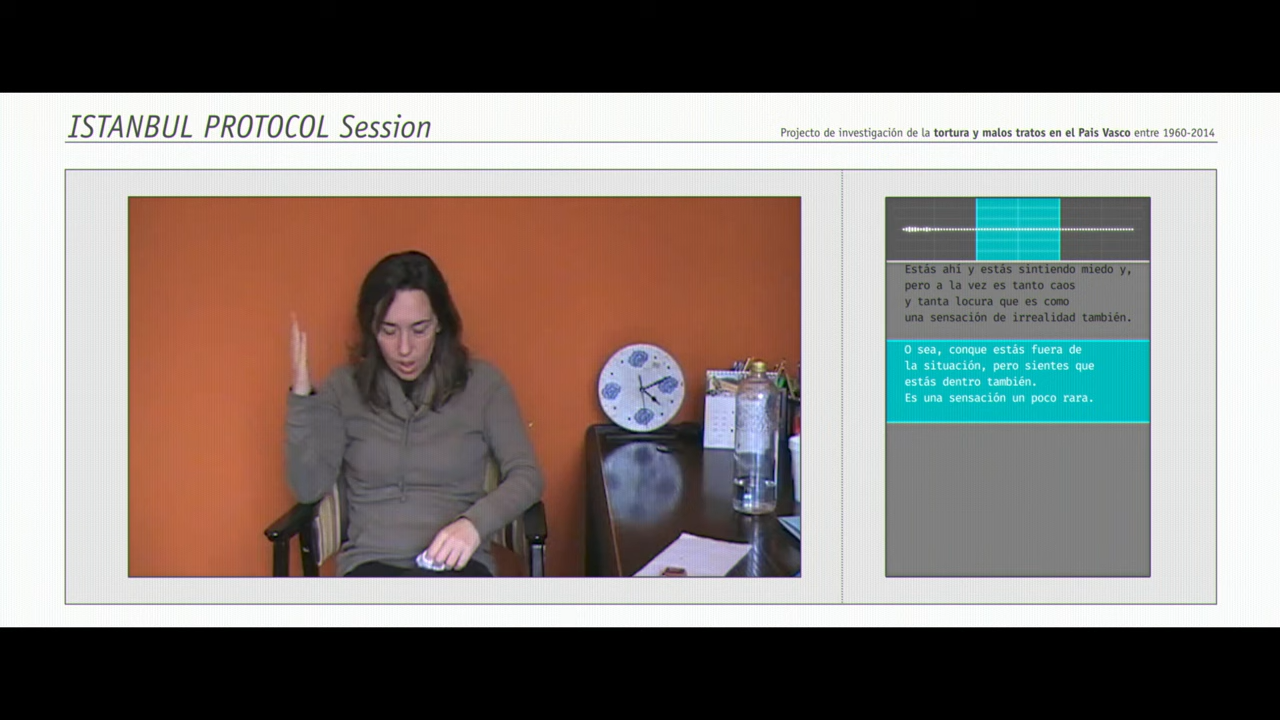 ISTANBUL PROTOCOL Session
Projecto de investigación de la tortura y malos tratos en el País Vasco entre 1960-2014
Estás ahí y estás sintiendo miedo y,
pero a la vez es tanto caos
y tanta locura que es como
una sensación de irrealidad también.
O sea, conque estás fuera de
la situación, pero sientes que
estás dentro también.
Es una sensación un poco rara.